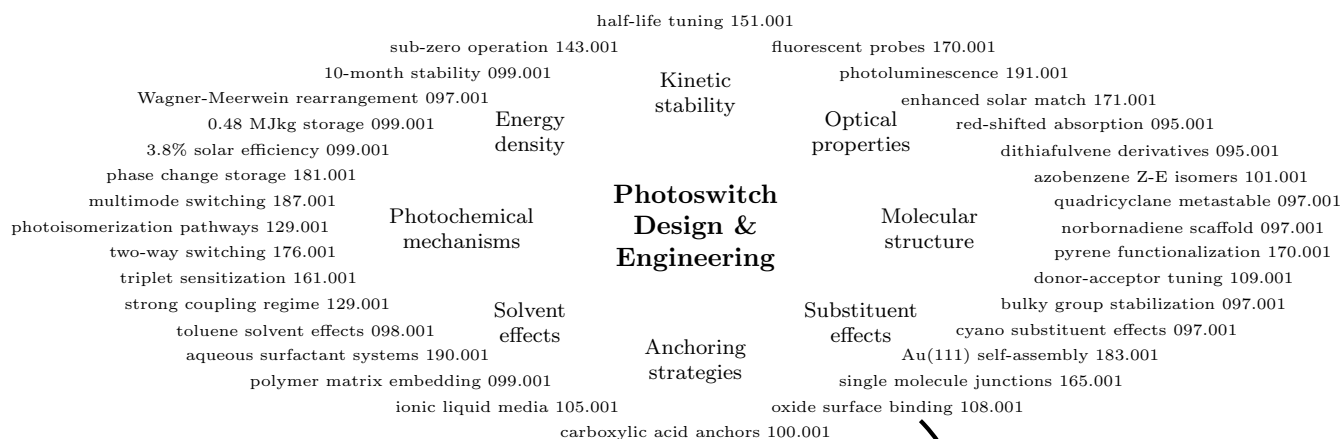 half-life tuning 151.001
sub-zero operation 143.001
fluorescent probes 170.001
10-month stability 099.001
photoluminescence 191.001
Wagner-Meerwein rearrangement 097.001
enhanced solar match 171.001
0.48 MJkg storage 099.001
red-shifted absorption 095.001
3.8% solar efficiency 099.001
dithiafulvene derivatives 095.001
phase change storage 181.001
azobenzene Z-E isomers 101.001
multimode switching 187.001
quadricyclane metastable 097.001
photoisomerization pathways 129.001
norbornadiene scaffold 097.001
two-way switching 176.001
pyrene functionalization 170.001
triplet sensitization 161.001
donor-acceptor tuning 109.001
strong coupling regime 129.001
bulky group stabilization 097.001
toluene solvent effects 098.001
cyano substituent effects 097.001
aqueous surfactant systems 190.001
Au(111) self-assembly 183.001
polymer matrix embedding 099.001
single molecule junctions 165.001
ionic liquid media 105.001
oxide surface binding 108.001
carboxylic acid anchors 100.001
Kinetic
stability
Energy
density
Optical
properties
Photochemical
mechanisms
Photoswitch
Design &
Engineering
Molecular
structure
Solvent
effects
Substituent
effects
Anchoring
strategies